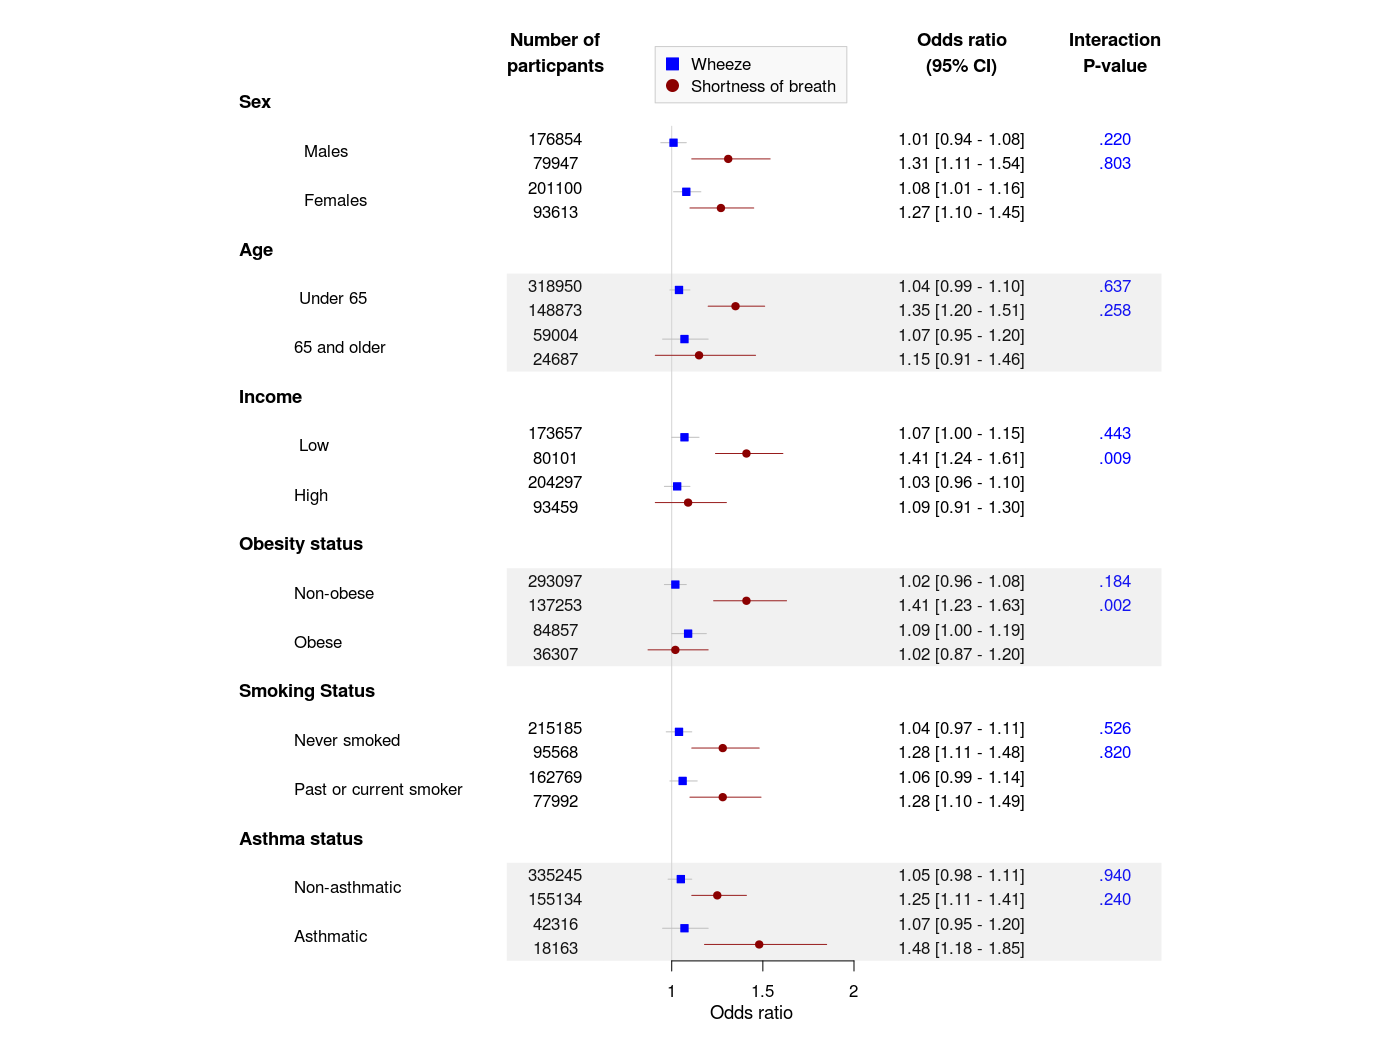 Number of Odds ratio Interaction
particpants (95% CI) P-value
Wheeze
Shortness of breath
Sex
Males 176854 1.01 [0.94 - 1.08] .220
79947 1.31 [1.11 - 1.54] .803
Females 201100 1.08 [1.01 - 1.16]
93613 1.27 [1.10 - 1.45]
Age
Under 65 318950 1.04 [0.99 - 1.10] .637
148873 1.35 [1.20 - 1.51] .258
65 and older 59004 1.07 [0.95 - 1.20]
24687 1.15 [0.91 - 1.46]
Income
Low 173657 1.07 [1.00 - 1.15] .443
80101 1.41 [1.24 - 1.61] .009
High 204297 1.03 [0.96 - 1.10]
93459 1.09 [0.91 - 1.30]
Obesity status
Non-obese 293097 1.02 [0.96 - 1.08] .184
137253 1.41 [1.23 - 1.63] .002
Obese 84857 1.09 [1.00 - 1.19]
36307 1.02 [0.87 - 1.20]
Smoking Status
Never smoked 215185 1.04 [0.97 - 1.11] .526
95568 1.28 [1.11 - 1.48] .820
Past or current smoker 162769 1.06 [0.99 - 1.14]
77992 1.28 [1.10 - 1.49]
Asthma status
Non-asthmatic 335245 1.05 [0.98 - 1.11] .940
155134 1.25 [1.11 - 1.41] .240
Asthmatic 42316 1.07 [0.95 - 1.20]
18163 1.48 [1.18 - 1.85]
1 1.5 2
Odds ratio